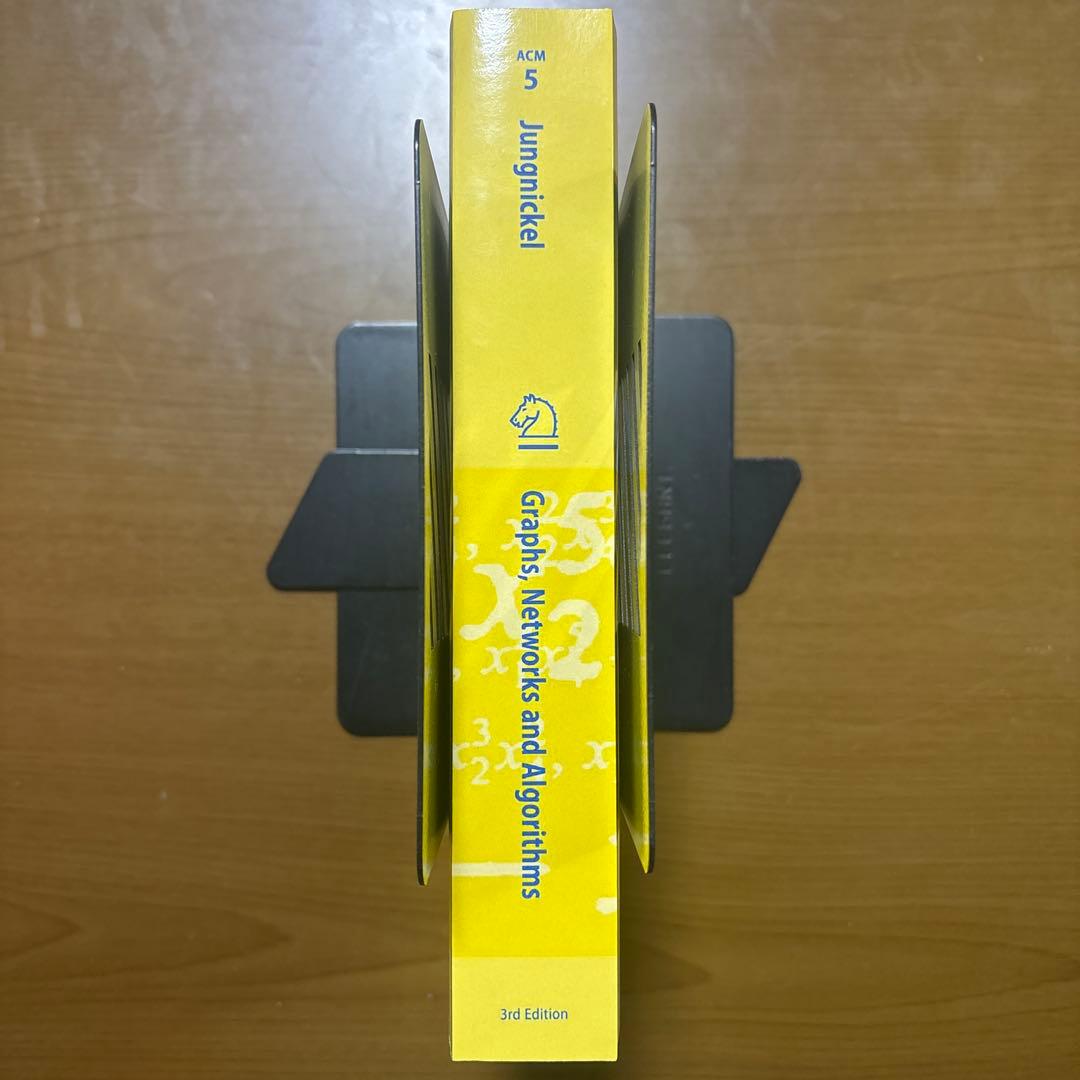 ACM
5
Jungnickel
Graphs, Networks and Algorithms
3rd Edition